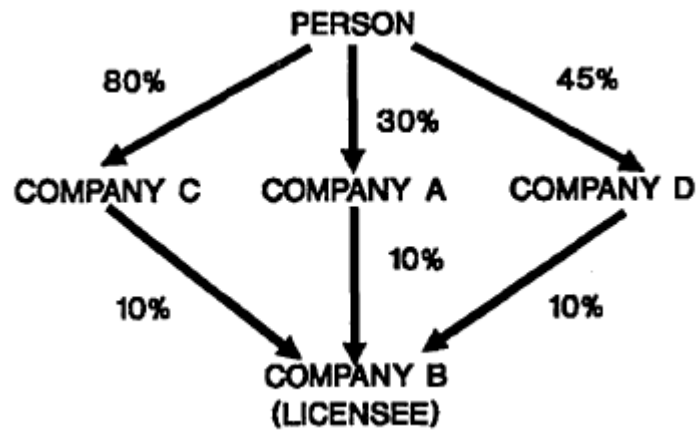 PERSON
80%
45%
30%
COMPANY C
COMPANY A
COMPANY D
10%
10%
10%
COMPANY B
(LICENSEE)